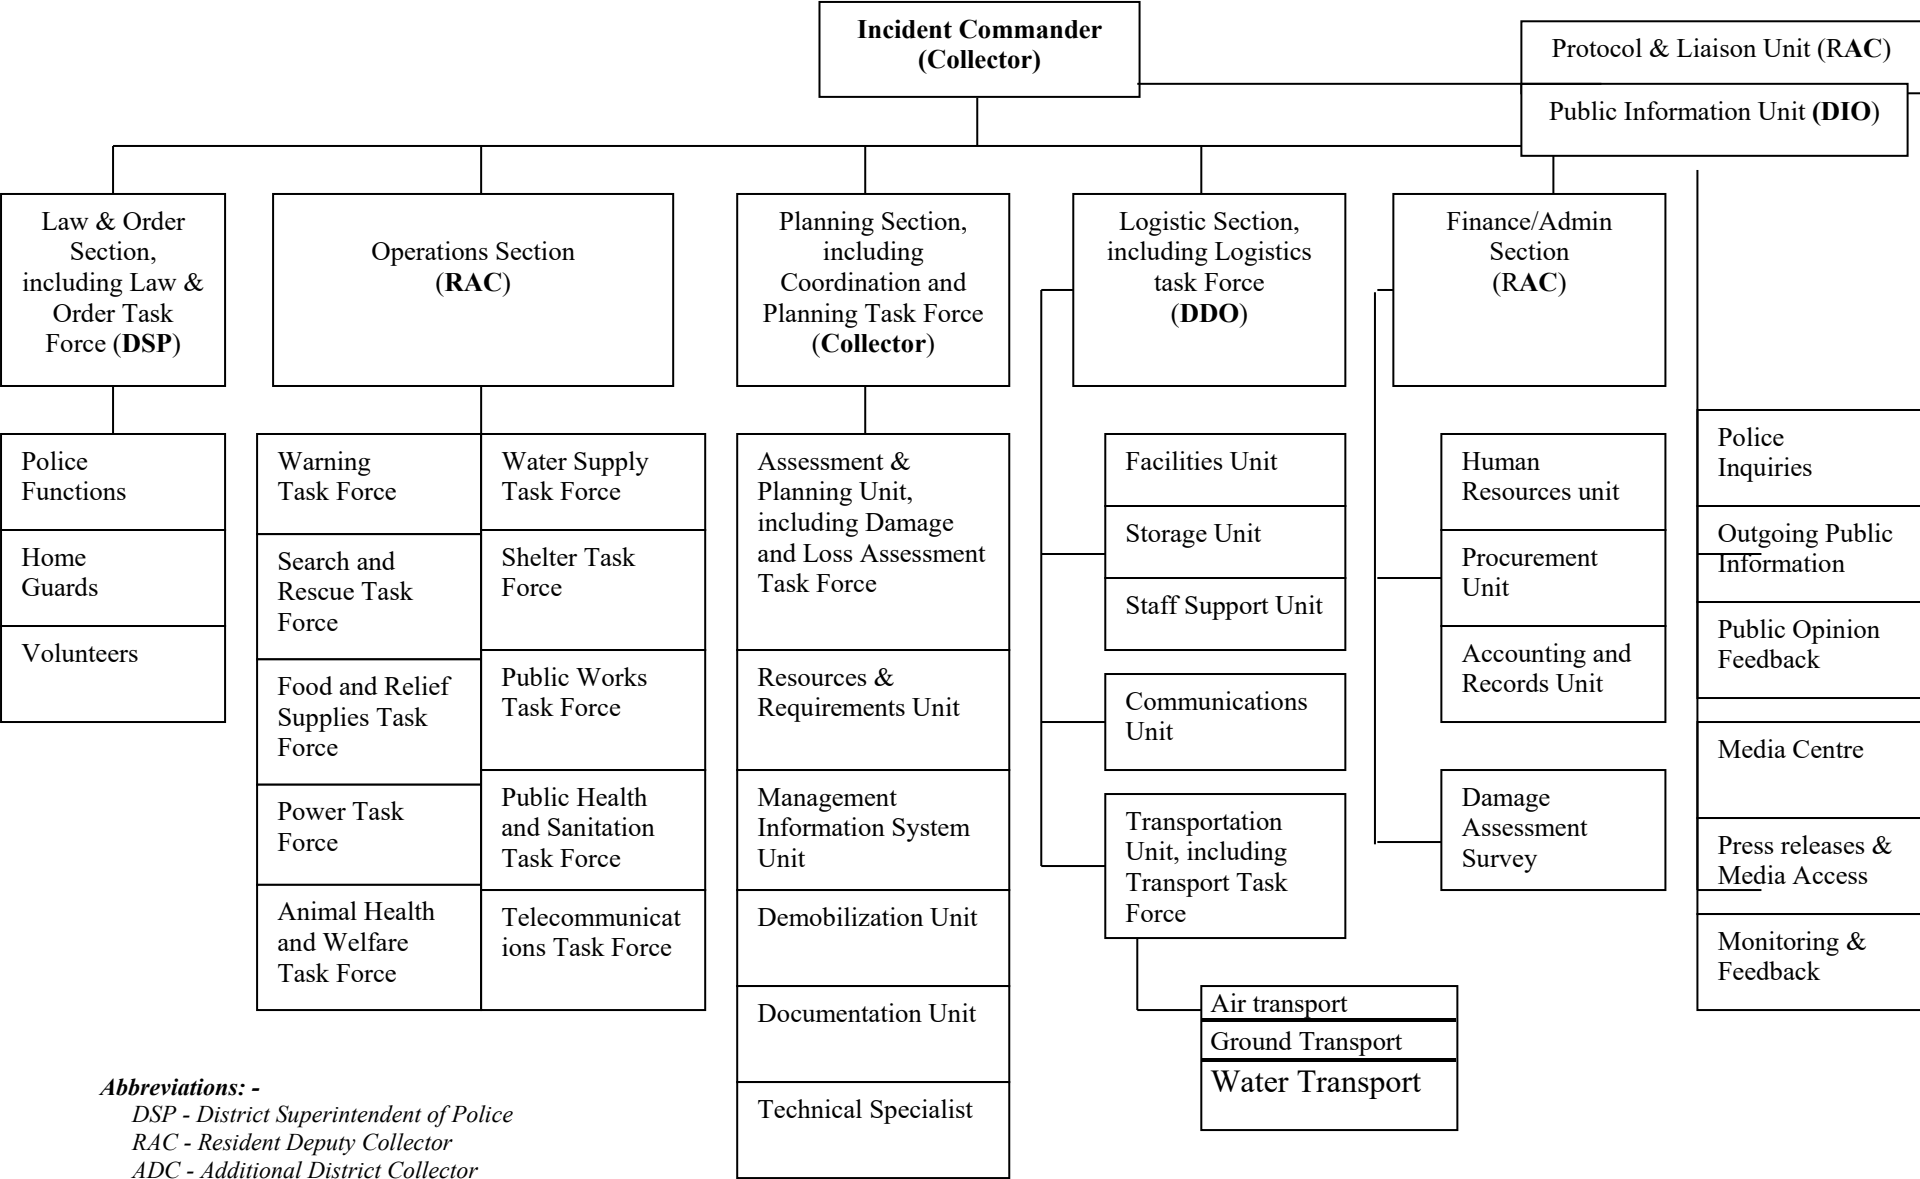 Incident Commander
(Collector)
Protocol & Liaison Unit (RAC)
Public Information Unit (DIO)
Law & Order
Section,
including Law &
Order Task
Force (DSP)
Operations Section
(RAC)
Planning Section,
including
Coordination and
Planning Task Force
(Collector)
Logistic Section,
including Logistics
task Force
(DDO)
Finance/Admin
Section
(RAC)
Police
Functions
Home
Guards
Volunteers
Warning
Task Force
Search and
Rescue Task
Force
Food and Relief
Supplies Task
Force
Power Task
Force
Animal Health
and Welfare
Task Force
Water Supply
Task Force
Shelter Task
Force
Public Works
Task Force
Public Health
and Sanitation
Task Force
Telecommunicat
ions Task Force
Assessment &
Planning Unit,
including Damage
and Loss Assessment
Task Force
Resources &
Requirements Unit
Management
Information System
Unit
Demobilization Unit
Documentation Unit
Technical Specialist
Facilities Unit
Storage Unit
Staff Support Unit
Communications
Unit
Transportation
Unit, including
Transport Task
Force
Air transport
Ground Transport
Water Transport
Human
Resources unit
Procurement
Unit
Accounting and
Records Unit
Damage
Assessment
Survey
Police
Inquiries
Outgoing Public
Information
Public Opinion
Feedback
Media Centre
Press releases &
Media Access
Monitoring &
Feedback
Abbreviations: -
DSP - District Superintendent of Police
RAC - Resident Deputy Collector
ADC - Additional District Collector